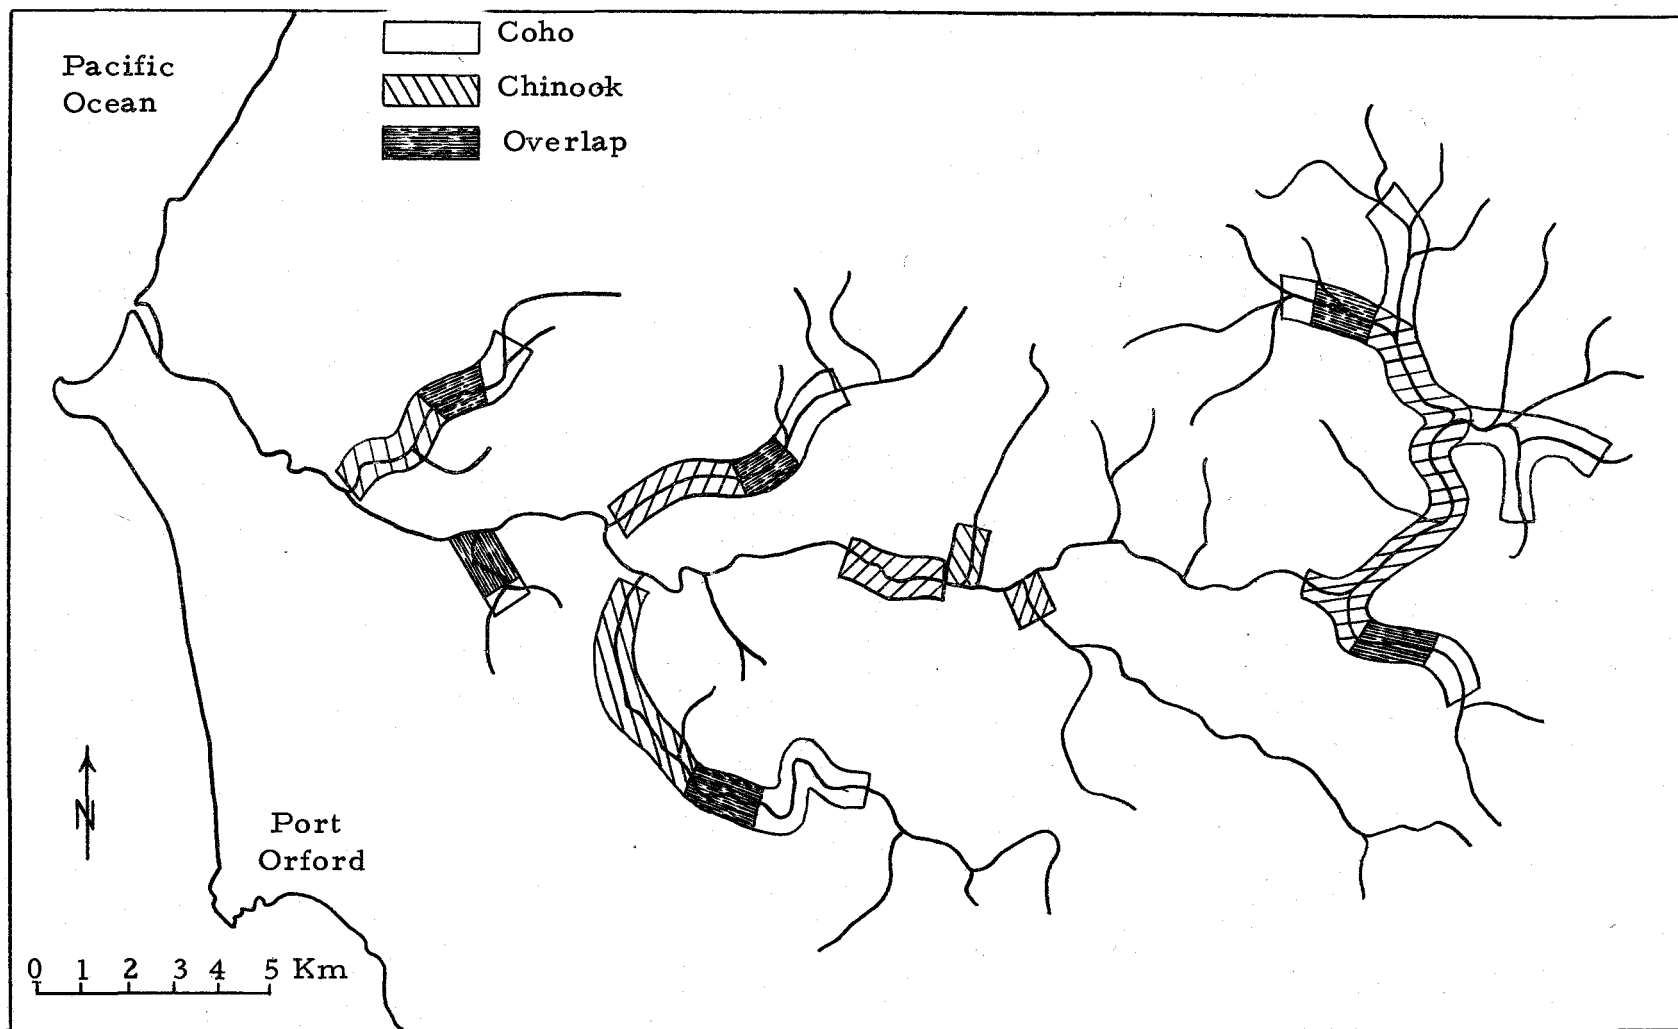 Coho
Pacific
Ocean
Chinook
Overlap
N
Port
Orford
0 1 2 3 4 5 Km